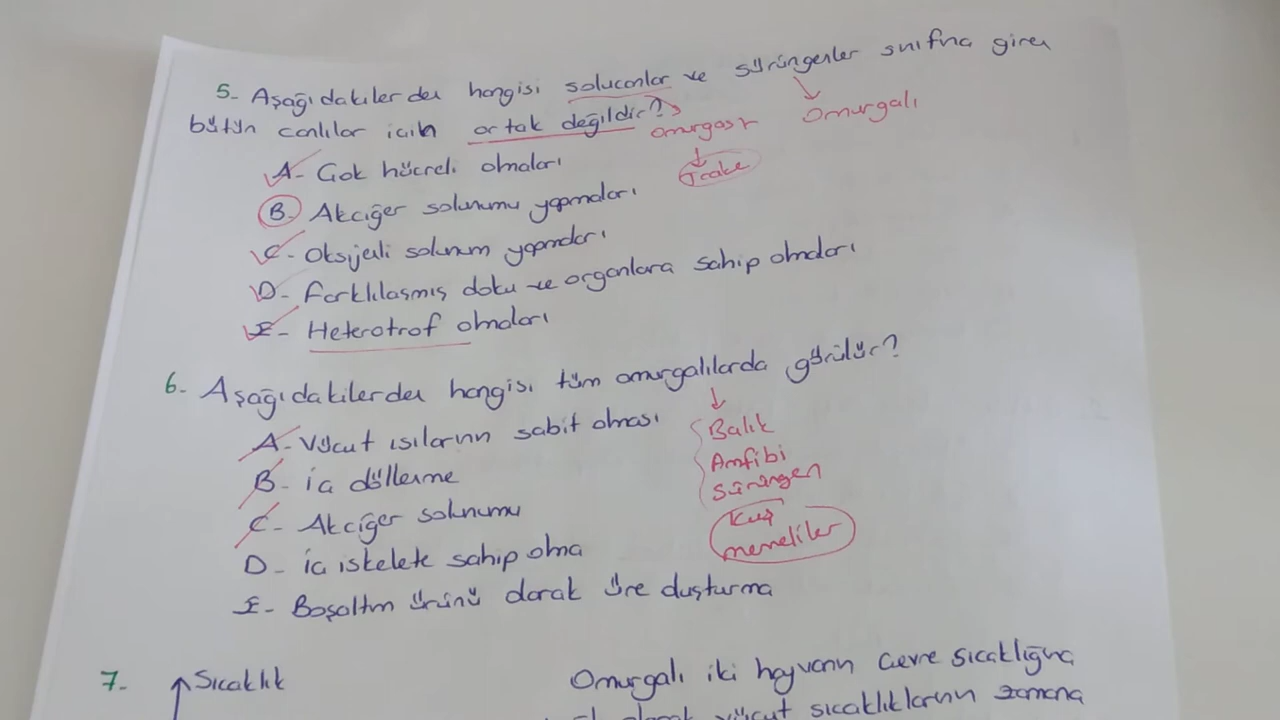 5- Aşağıdakilerden hangisi solucanlar ve sürüngenler sınıfına giren
bütün canlılar için ortak değildir?
omurgasız
Omurgalı
Trake
A- Çok hücreli olmaları
B- Akciğer solunumu yapmaları
C- Oksijenli solunum yapmaları
D- Farklılaşmış doku ve organlara sahip olmaları
E- Heterotrof olmaları
6- Aşağıdakilerden hangisi tüm omurgalılarda görülür?
A- Vücut ısılarının sabit olması
B- iç döllenme
C- Akciğer solunumu
D- iç iskelete sahip olma
E- Boşaltım ürünü olarak üre oluşturma
Balık
Amfibi
Sürüngen
Kuş
memeliler
7- Sıcaklık
Omurgalı iki hayvanın çevre sıcaklığına
vücut sıcaklıklarının zamana